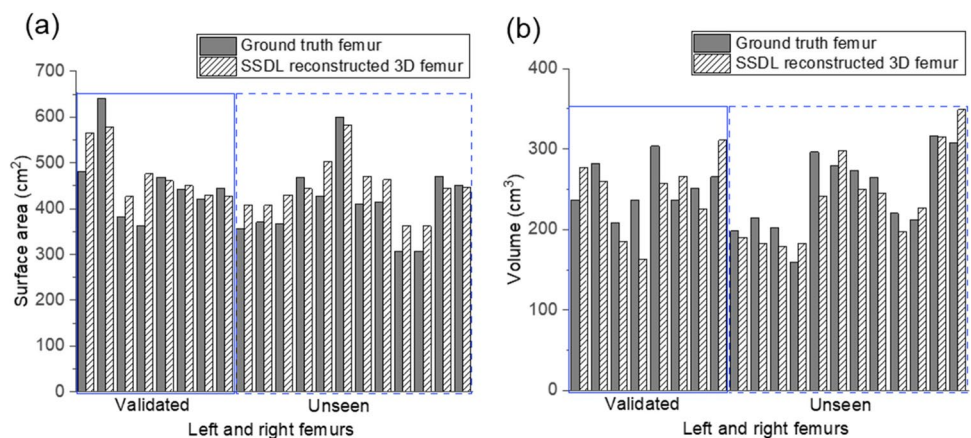 (a)
Ground truth femur
SSDL reconstructed 3D femur
700
600
500
400
300
200
100
0
Surface area (cm²)
Validated
Unseen
Left and right femurs
(b)
Ground truth femur
SSDL reconstructed 3D femur
400
300
200
100
0
Volume (cm³)
Validated
Unseen
Left and right femurs